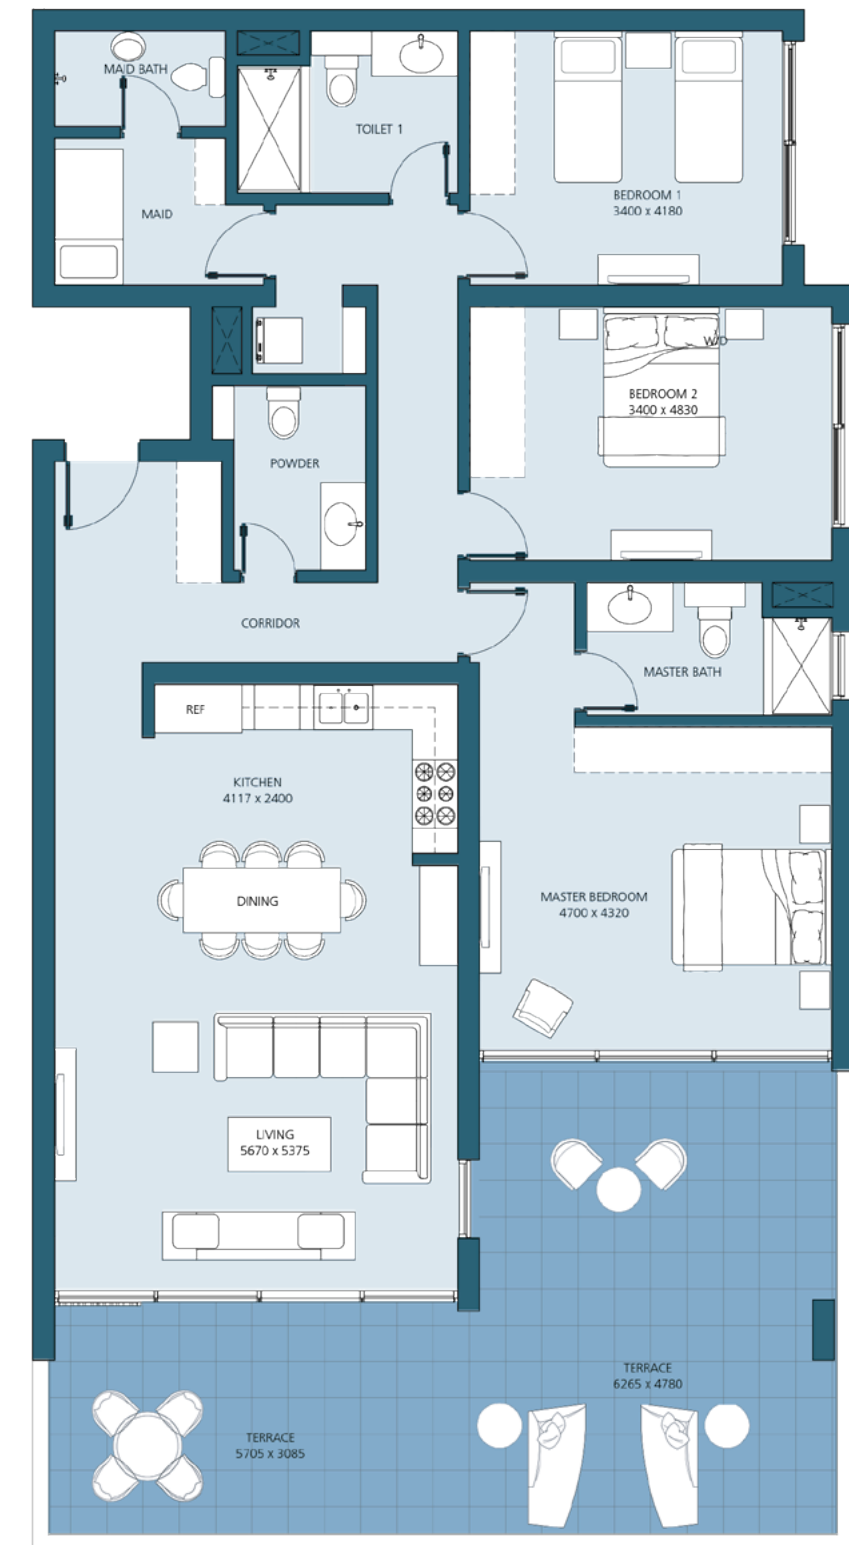 MAID BATH
TOILET 1
BEDROOM 1
3400 x 4180
MAID
W/D
BEDROOM 2
3400 x 4830
POWDER
CORRIDOR
MASTER BATH
REF
KITCHEN
4117 x 2400
DINING
MASTER BEDROOM
4700 x 4320
LIVING
5670 x 5375
TERRACE
6265 x 4780
TERRACE
5705 x 3085